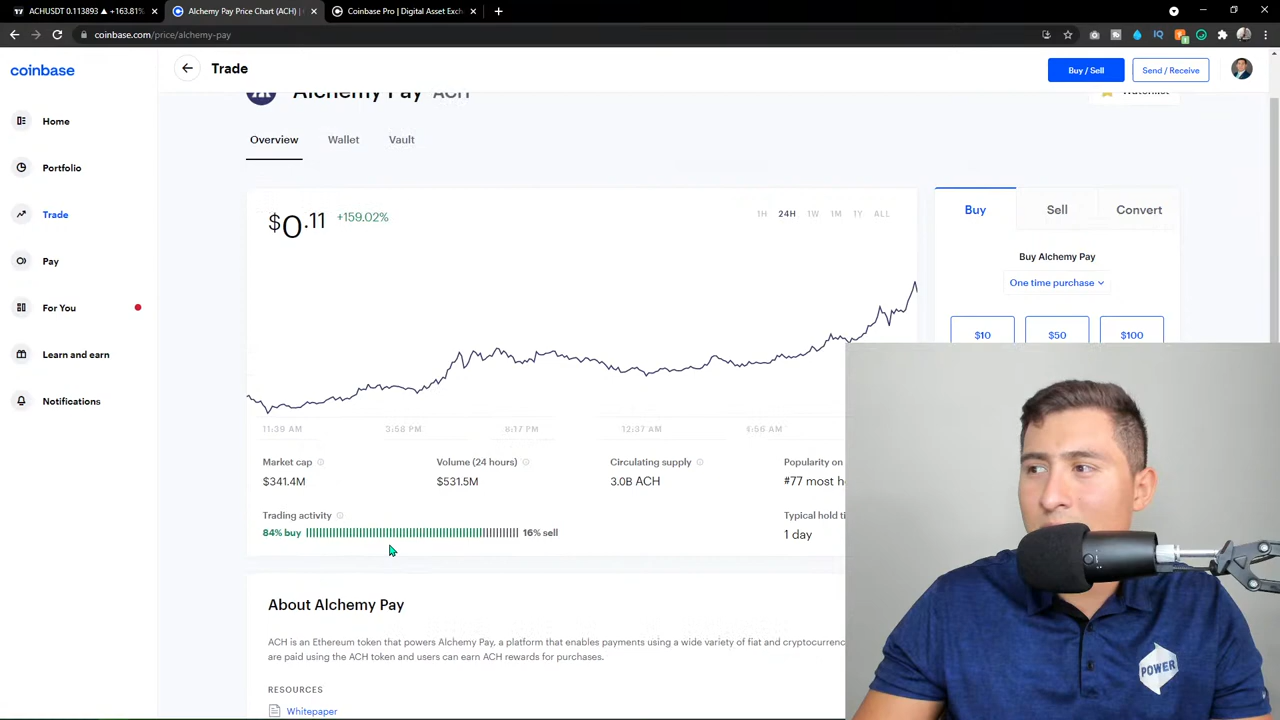 ACHUSDT 0.113893 ▲ +163.81%
Alchemy Pay Price Chart (ACH) |
Coinbase Pro | Digital Asset Exch
coinbase.com/price/alchemy-pay
coinbase
Trade
Buy / Sell
Send / Receive
Home
Portfolio
Trade
Pay
For You
Learn and earn
Notifications
Alchemy Pay ACH
Watchlist
Overview
Wallet
Vault
$0.11 +159.02%
1H 24H 1W 1M 1Y ALL
11:39 AM 3:58 PM 8:17 PM 12:37 AM 4:56 AM
Market cap
$341.4M
Volume (24 hours)
$531.5M
Circulating supply
3.0B ACH
Popularity on
#77 most
Trading activity
84% buy
16% sell
Typical hold
1 day
About Alchemy Pay
ACH is an Ethereum token that powers Alchemy Pay, a platform that enables payments using a wide variety of fiat and cryptocurrenc
are paid using the ACH token and users can earn ACH rewards for purchases.
RESOURCES
Whitepaper
Buy
Sell
Convert
Buy Alchemy Pay
One time purchase
$10
$50
$100
POWER